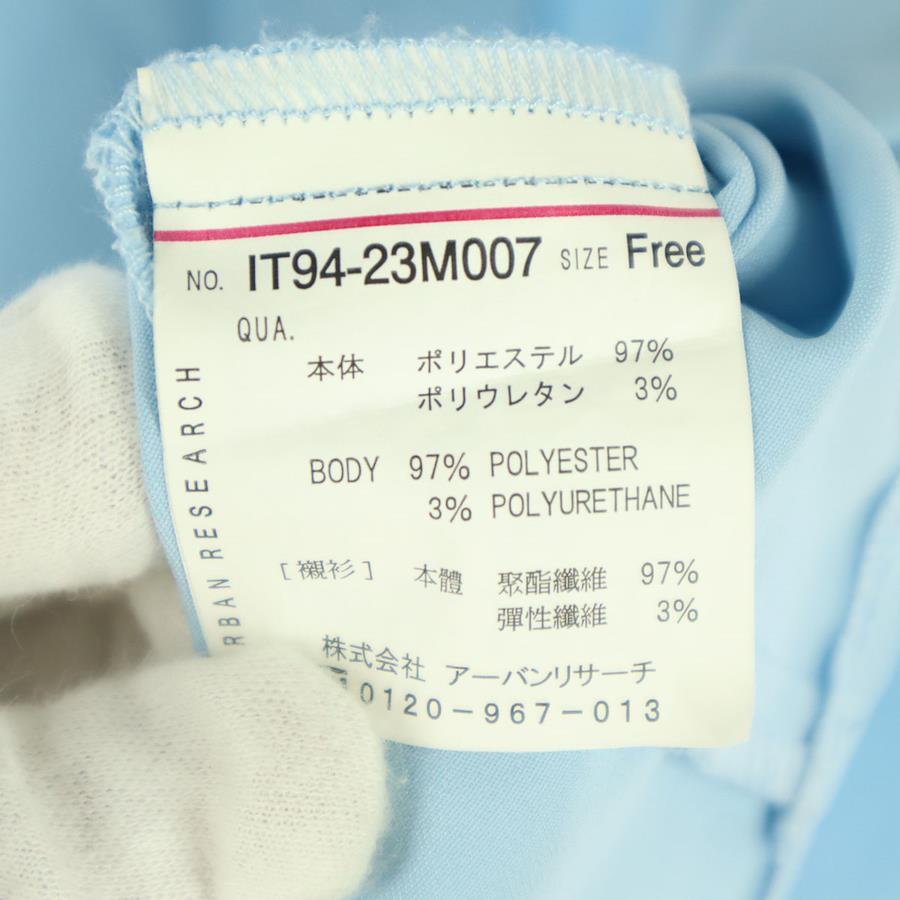 NO. IT94-23M007 SIZE Free
QUA.
本体 ポリエステル 97%
ポリウレタン 3%
BODY 97% POLYESTER
3% POLYURETHANE
[襯衫] 本體 聚酯纖維 97%
彈性纖維 3%
株式会社 アーバンリサーチ
0120-967-013
RBAN RESEARCH